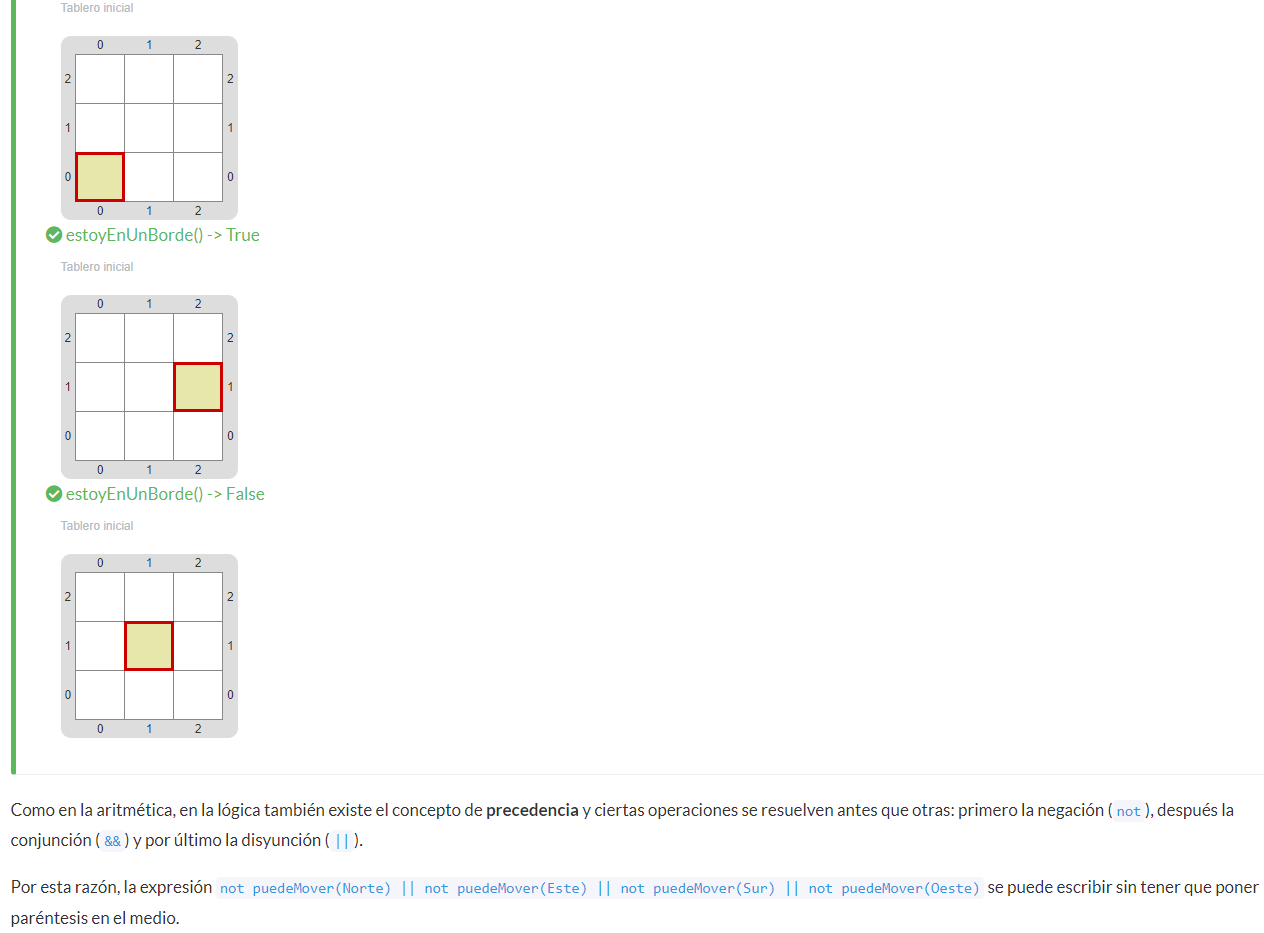 Tablero inicial
0 1 2
2 2
1 1
0 0
0 1 2
estoyEnUnBorde() -> True
Tablero inicial
0 1 2
2 2
1 1
0 0
0 1 2
estoyEnUnBorde() -> False
Tablero inicial
0 1 2
2 2
1 1
0 0
0 1 2
Como en la aritmética, en la lógica también existe el concepto de precedencia y ciertas operaciones se resuelven antes que otras: primero la negación ( not ), después la
conjunción ( && ) y por último la disyunción ( || ).
Por esta razón, la expresión not puedeMover(Norte) || not puedeMover(Este) || not puedeMover(Sur) || not puedeMover(Oeste) se puede escribir sin tener que poner
paréntesis en el medio.